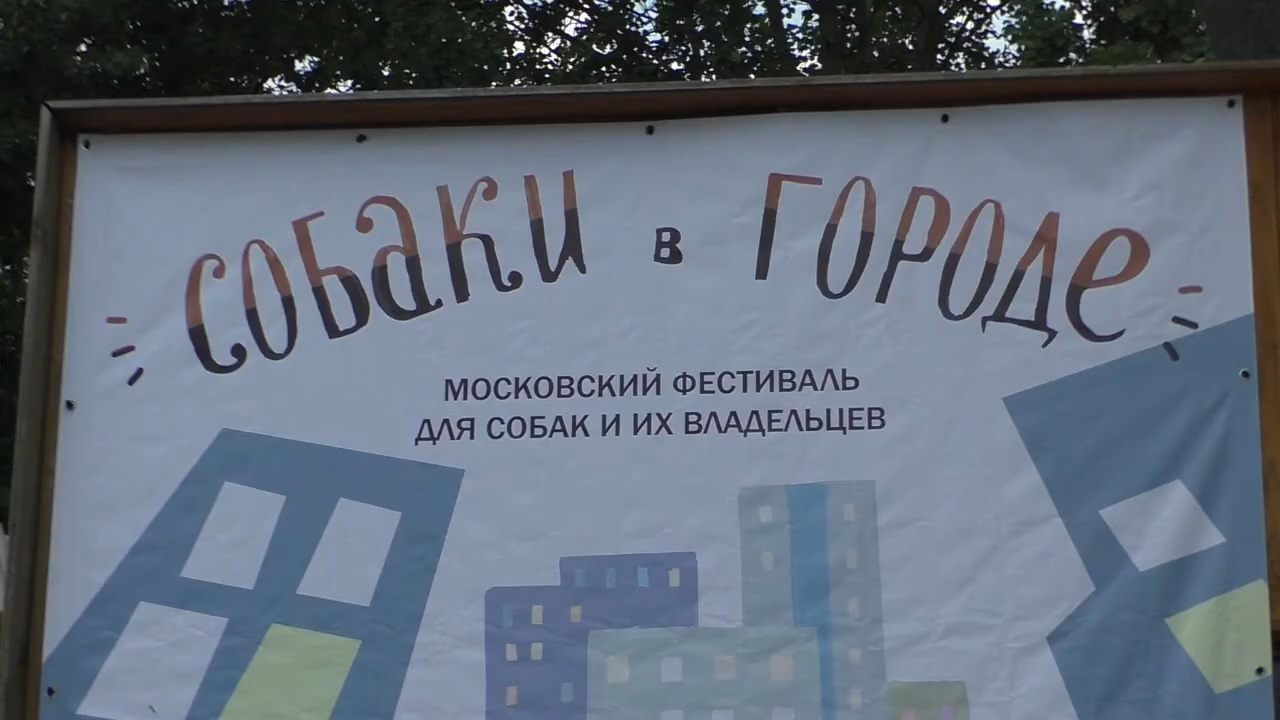 СОБАКИ в ГОРОДЕ
МОСКОВСКИЙ ФЕСТИВАЛЬ
ДЛЯ СОБАК И ИХ ВЛАДЕЛЬЦЕВ